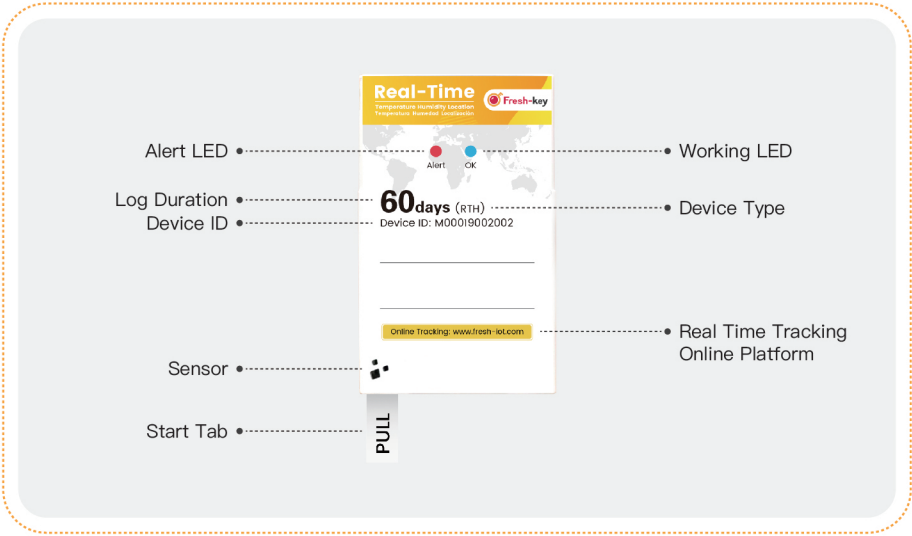 Real-Time
Temperature Humidity Location
Temperature Humedad Localización
Fresh-key
Alert LED
Alert
OK
Working LED
Log Duration
60days (RTH)
Device Type
Device ID
Device ID: M00019002002
Online Tracking: www.fresh-iot.com
Real Time Tracking
Online Platform
Sensor
Start Tab
PULL